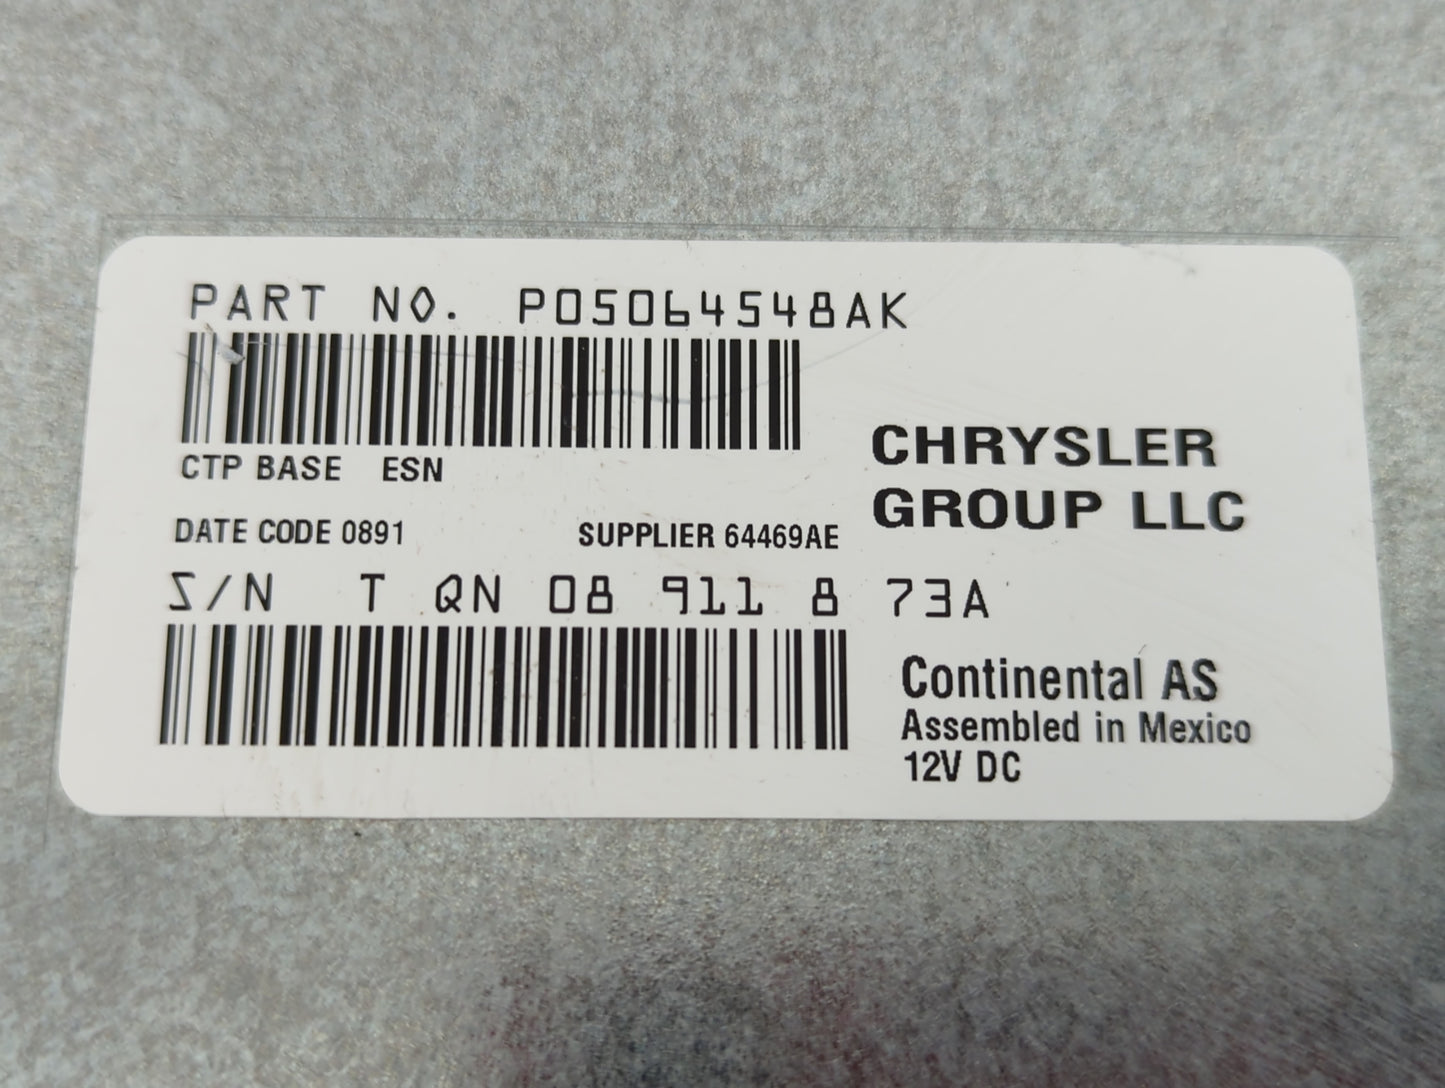 PART NO. P05064548AK
CTP BASE ESN
CHRYSLER
GROUP LLC
DATE CODE 0891 SUPPLIER 64469AE
S/N T QN 08 911 8 73A
Continental AS
Assembled in Mexico
12V DC